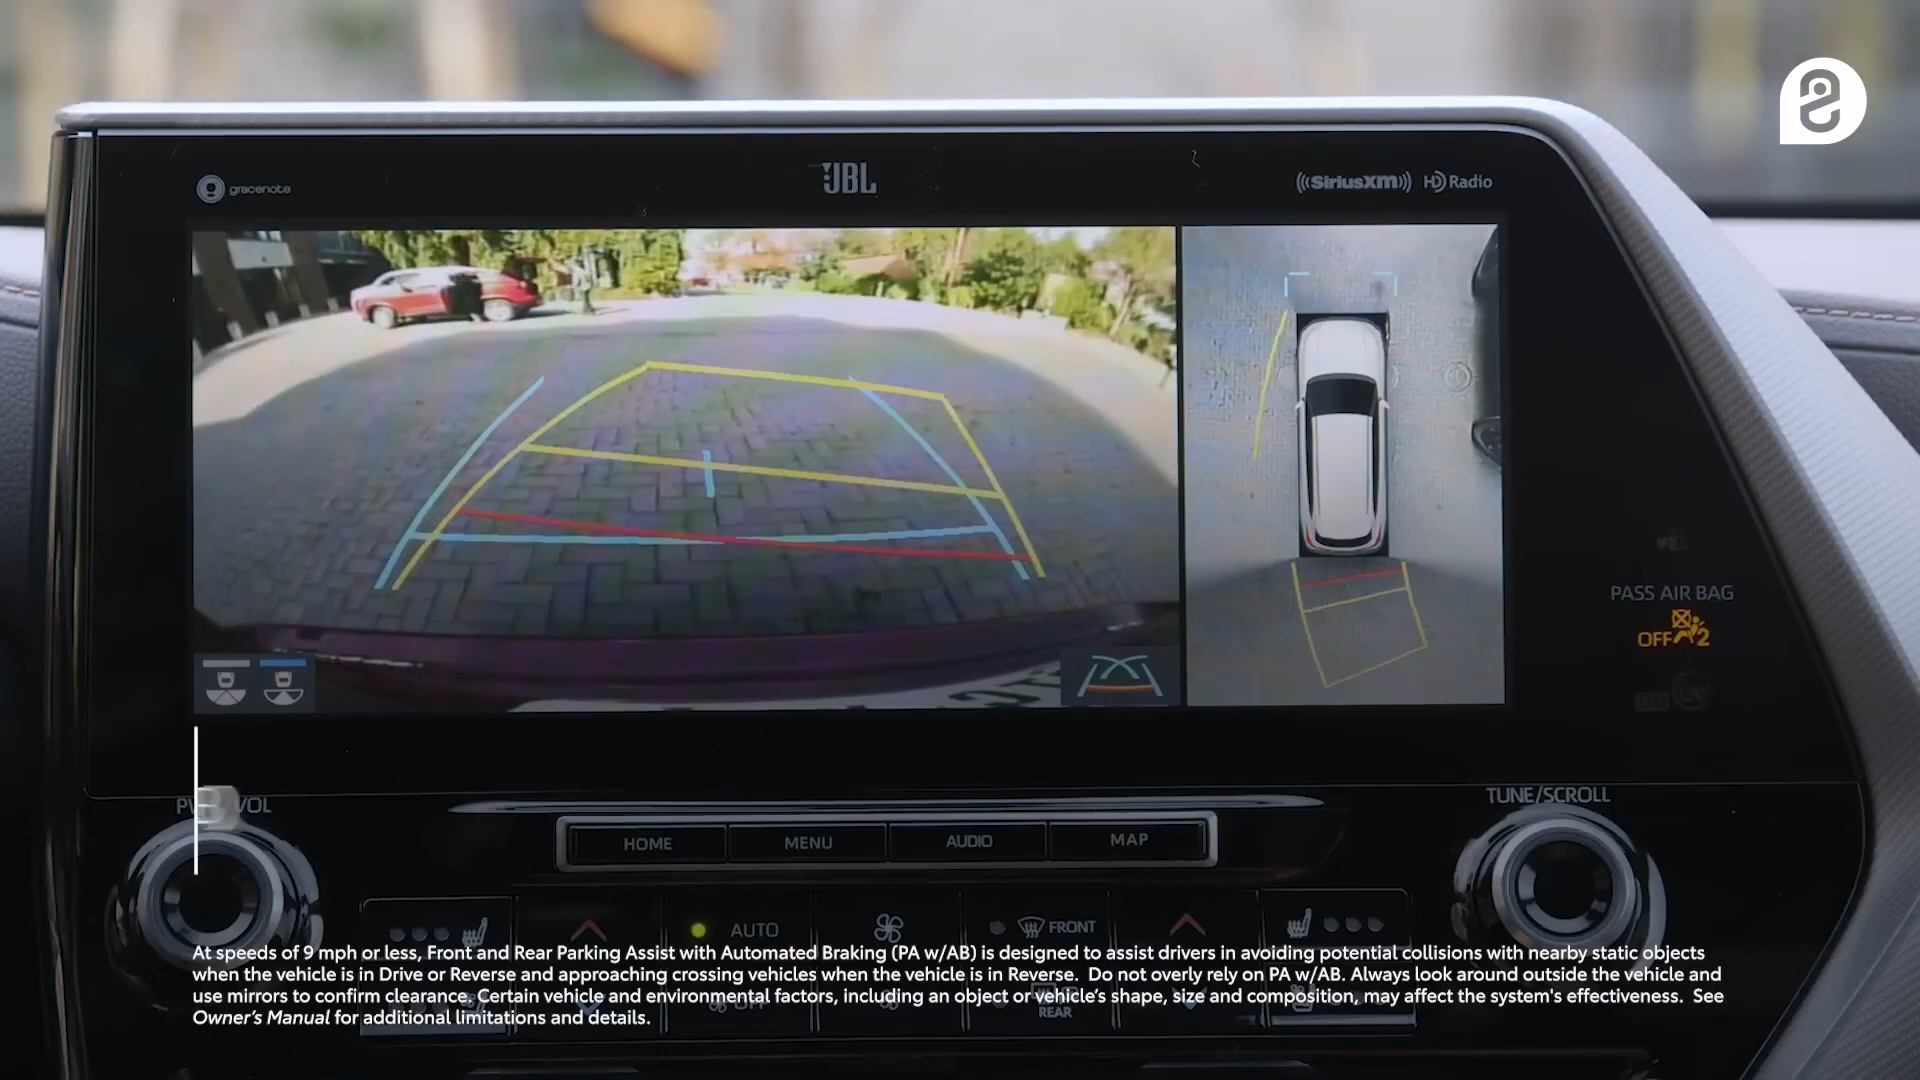 gracenote
JBL
((SiriusXM)) HD Radio
PASS AIR BAG
OFF 2
VOL
TUNE/SCROLL
HOME MENU AUDIO MAP
AUTO FRONT
At speeds of 9 mph or less, Front and Rear Parking Assist with Automated Braking (PA w/AB) is designed to assist drivers in avoiding potential collisions with nearby static objects
when the vehicle is in Drive or Reverse and approaching crossing vehicles when the vehicle is in Reverse. Do not overly rely on PA w/AB. Always look around outside the vehicle and
use mirrors to confirm clearance. Certain vehicle and environmental factors, including an object or vehicle's shape, size and composition, may affect the system's effectiveness. See
Owner's Manual for additional limitations and details.
OFF
REAR